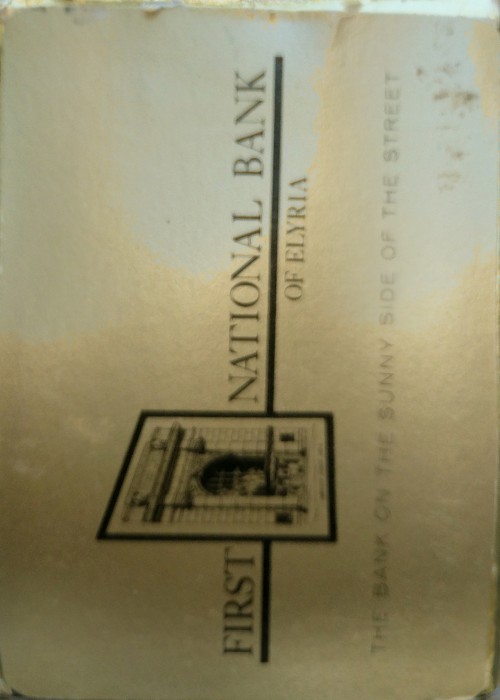 FIRST NATIONAL BANK
OF ELYRIA
THE BANK ON THE SUNNY SIDE OF THE STREET